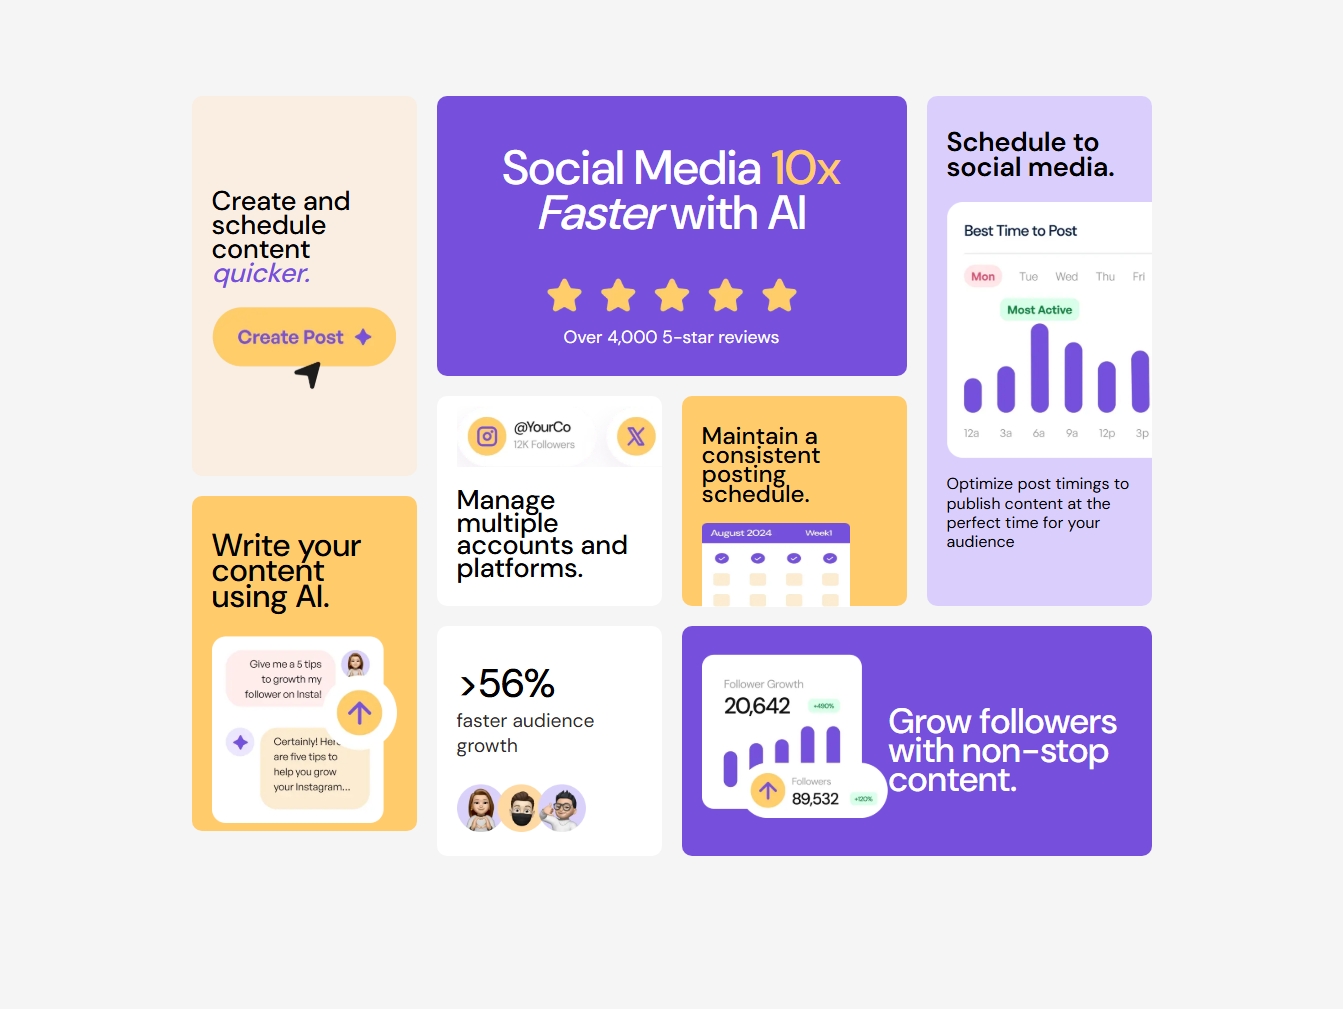 Create and
schedule
content
quicker.
Create Post
Social Media 10x
Faster with AI
Over 4,000 5-star reviews
Schedule to
social media.
Best Time to Post
Mon Tue Wed Thu Fri
Most Active
12a 3a 6a 9a 12p 3p
Optimize post timings to
publish content at the
perfect time for your
audience
@YourCo
12K Followers
Manage
multiple
accounts and
platforms.
Maintain a
consistent
posting
schedule.
August 2024 Week1
Write your
content
using AI.
Give me a 5 tips
to growth my
follower on Insta!
Certainly! Here
are five tips to
help you grow
your Instagram...
>56%
faster audience
growth
Follower Growth
20,642 +490%
Followers
89,532 +120%
Grow followers
with non-stop
content.